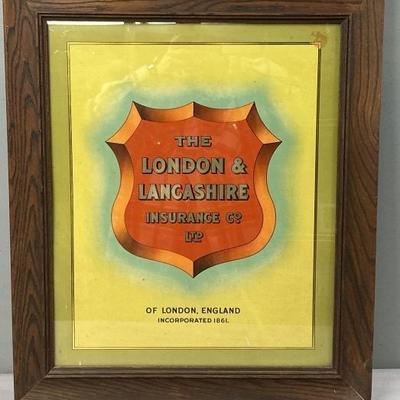 THE
LONDON &
LANCASHIRE
INSURANCE Cº
LTD
OF LONDON, ENGLAND
INCORPORATED 1861.